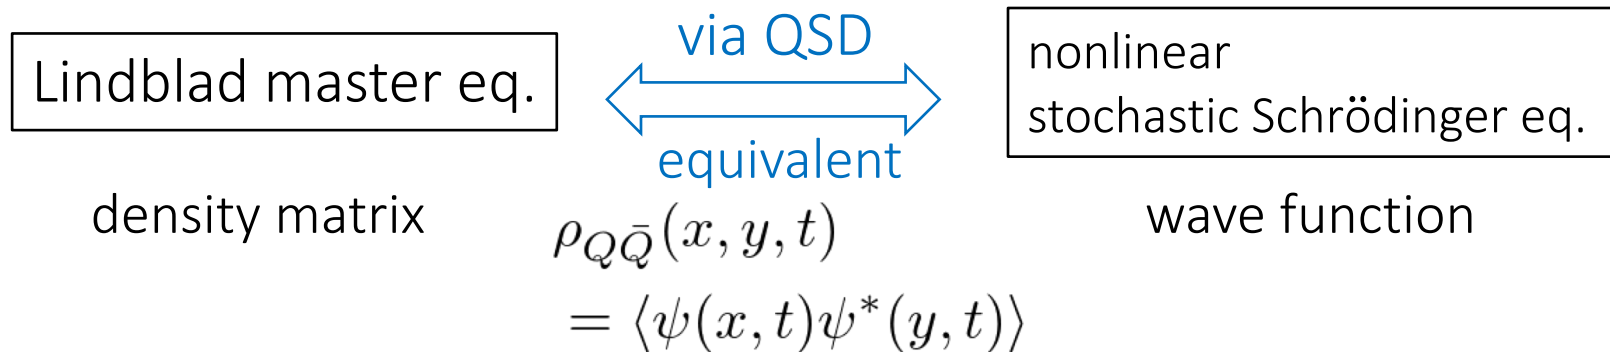 via QSD
Lindblad master eq.
nonlinear
stochastic Schrödinger eq.
equivalent
density matrix
wave function
ρ_{QQ̄}(x, y, t)
= ⟨ψ(x, t)ψ*(y, t)⟩